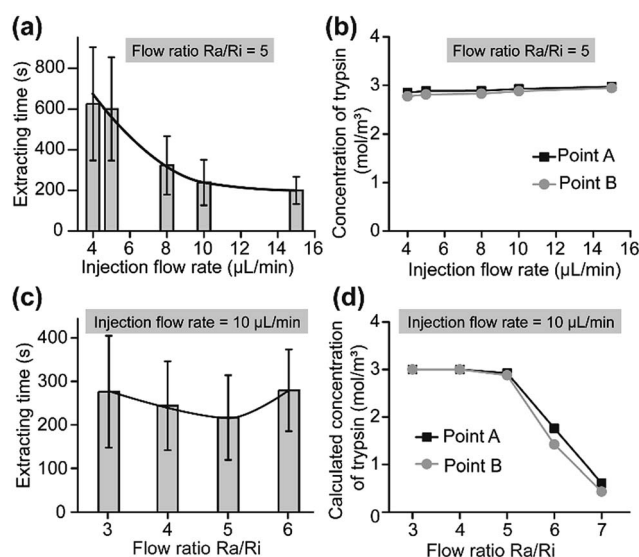 (a)
Flow ratio Ra/Ri = 5
Extracting time (s)
800
600
400
200
0
4 6 8 10 12 14 16
Injection flow rate (µL/min)
(b)
Flow ratio Ra/Ri = 5
Concentration of trypsin
(mol/m³)
4
3
2
1
0
Point A
Point B
4 6 8 10 12 14 16
Injection flow rate (µL/min)
(c)
Injection flow rate = 10 µL/min
Extracting time (s)
400
300
200
100
0
3 4 5 6
Flow ratio Ra/Ri
(d)
Injection flow rate = 10 µL/min
Calculated concentration
of trypsin (mol/m³)
4
3
2
1
0
Point A
Point B
3 4 5 6 7
Flow ratio Ra/Ri